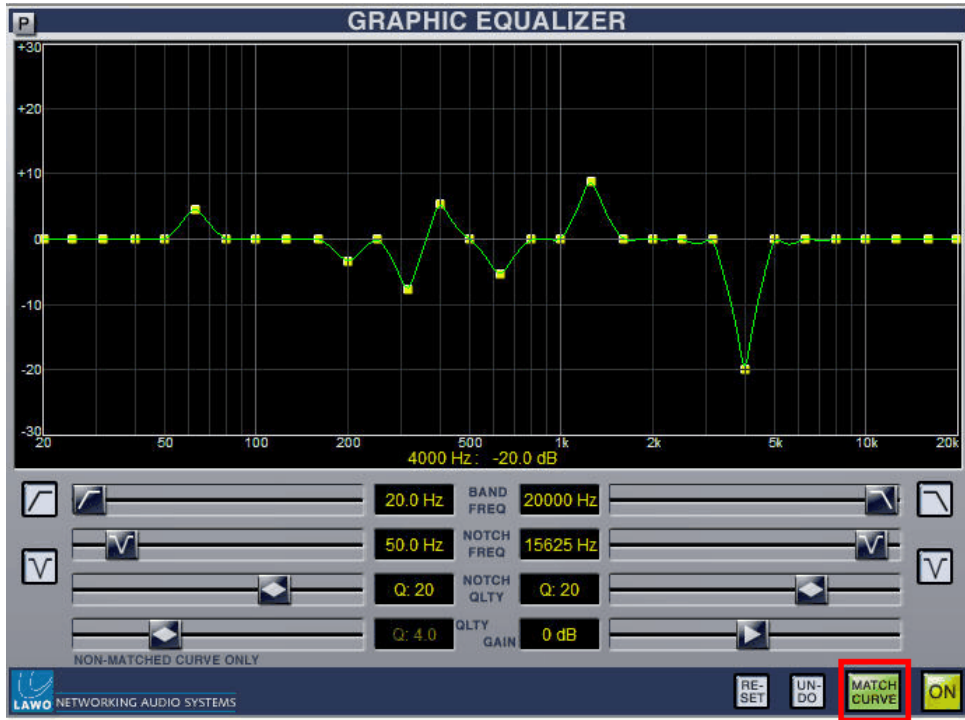 P GRAPHIC EQUALIZER
+30
+20
+10
0
-10
-20
-30
20 50 100 200 500 1k 2k 5k 10k 20k
4000 Hz: -20.0 dB
20.0 Hz BAND FREQ 20000 Hz
50.0 Hz NOTCH FREQ 15625 Hz
Q: 20 NOTCH QLTY Q: 20
Q: 4.0 QLTY GAIN 0 dB
NON-MATCHED CURVE ONLY
LAWO NETWORKING AUDIO SYSTEMS RE-SET UN-DO MATCH CURVE ON